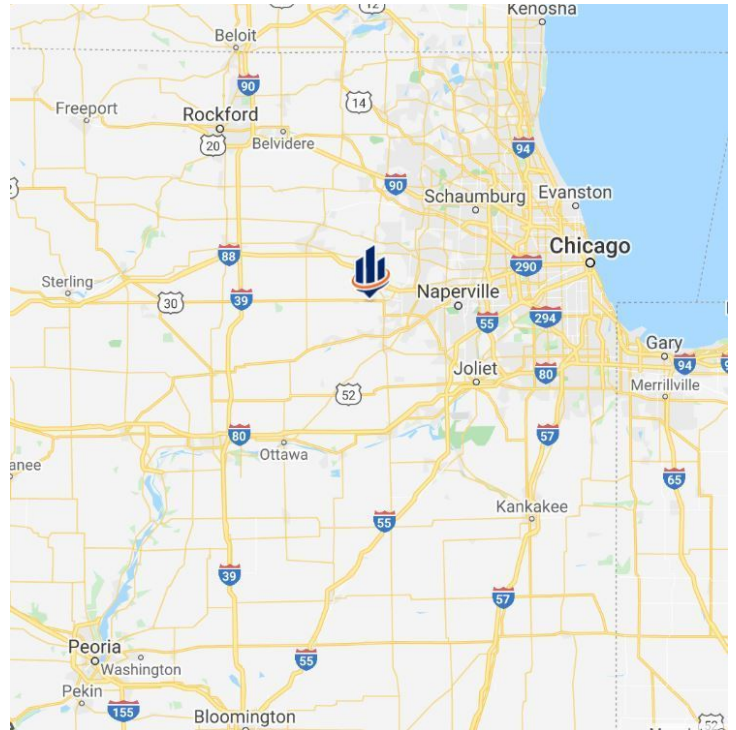 Kenosha
12
Beloit
90
14
Freeport
Rockford
20
Belvidere
94
90
Schaumburg
Evanston
Chicago
88
290
Sterling
30
39
Naperville
294
55
Gary
94
Joliet
80
Merrillville
52
80
57
Ottawa
anee
65
Kankakee
55
39
57
Peoria
Washington
55
Pekin
155
Bloomington
52